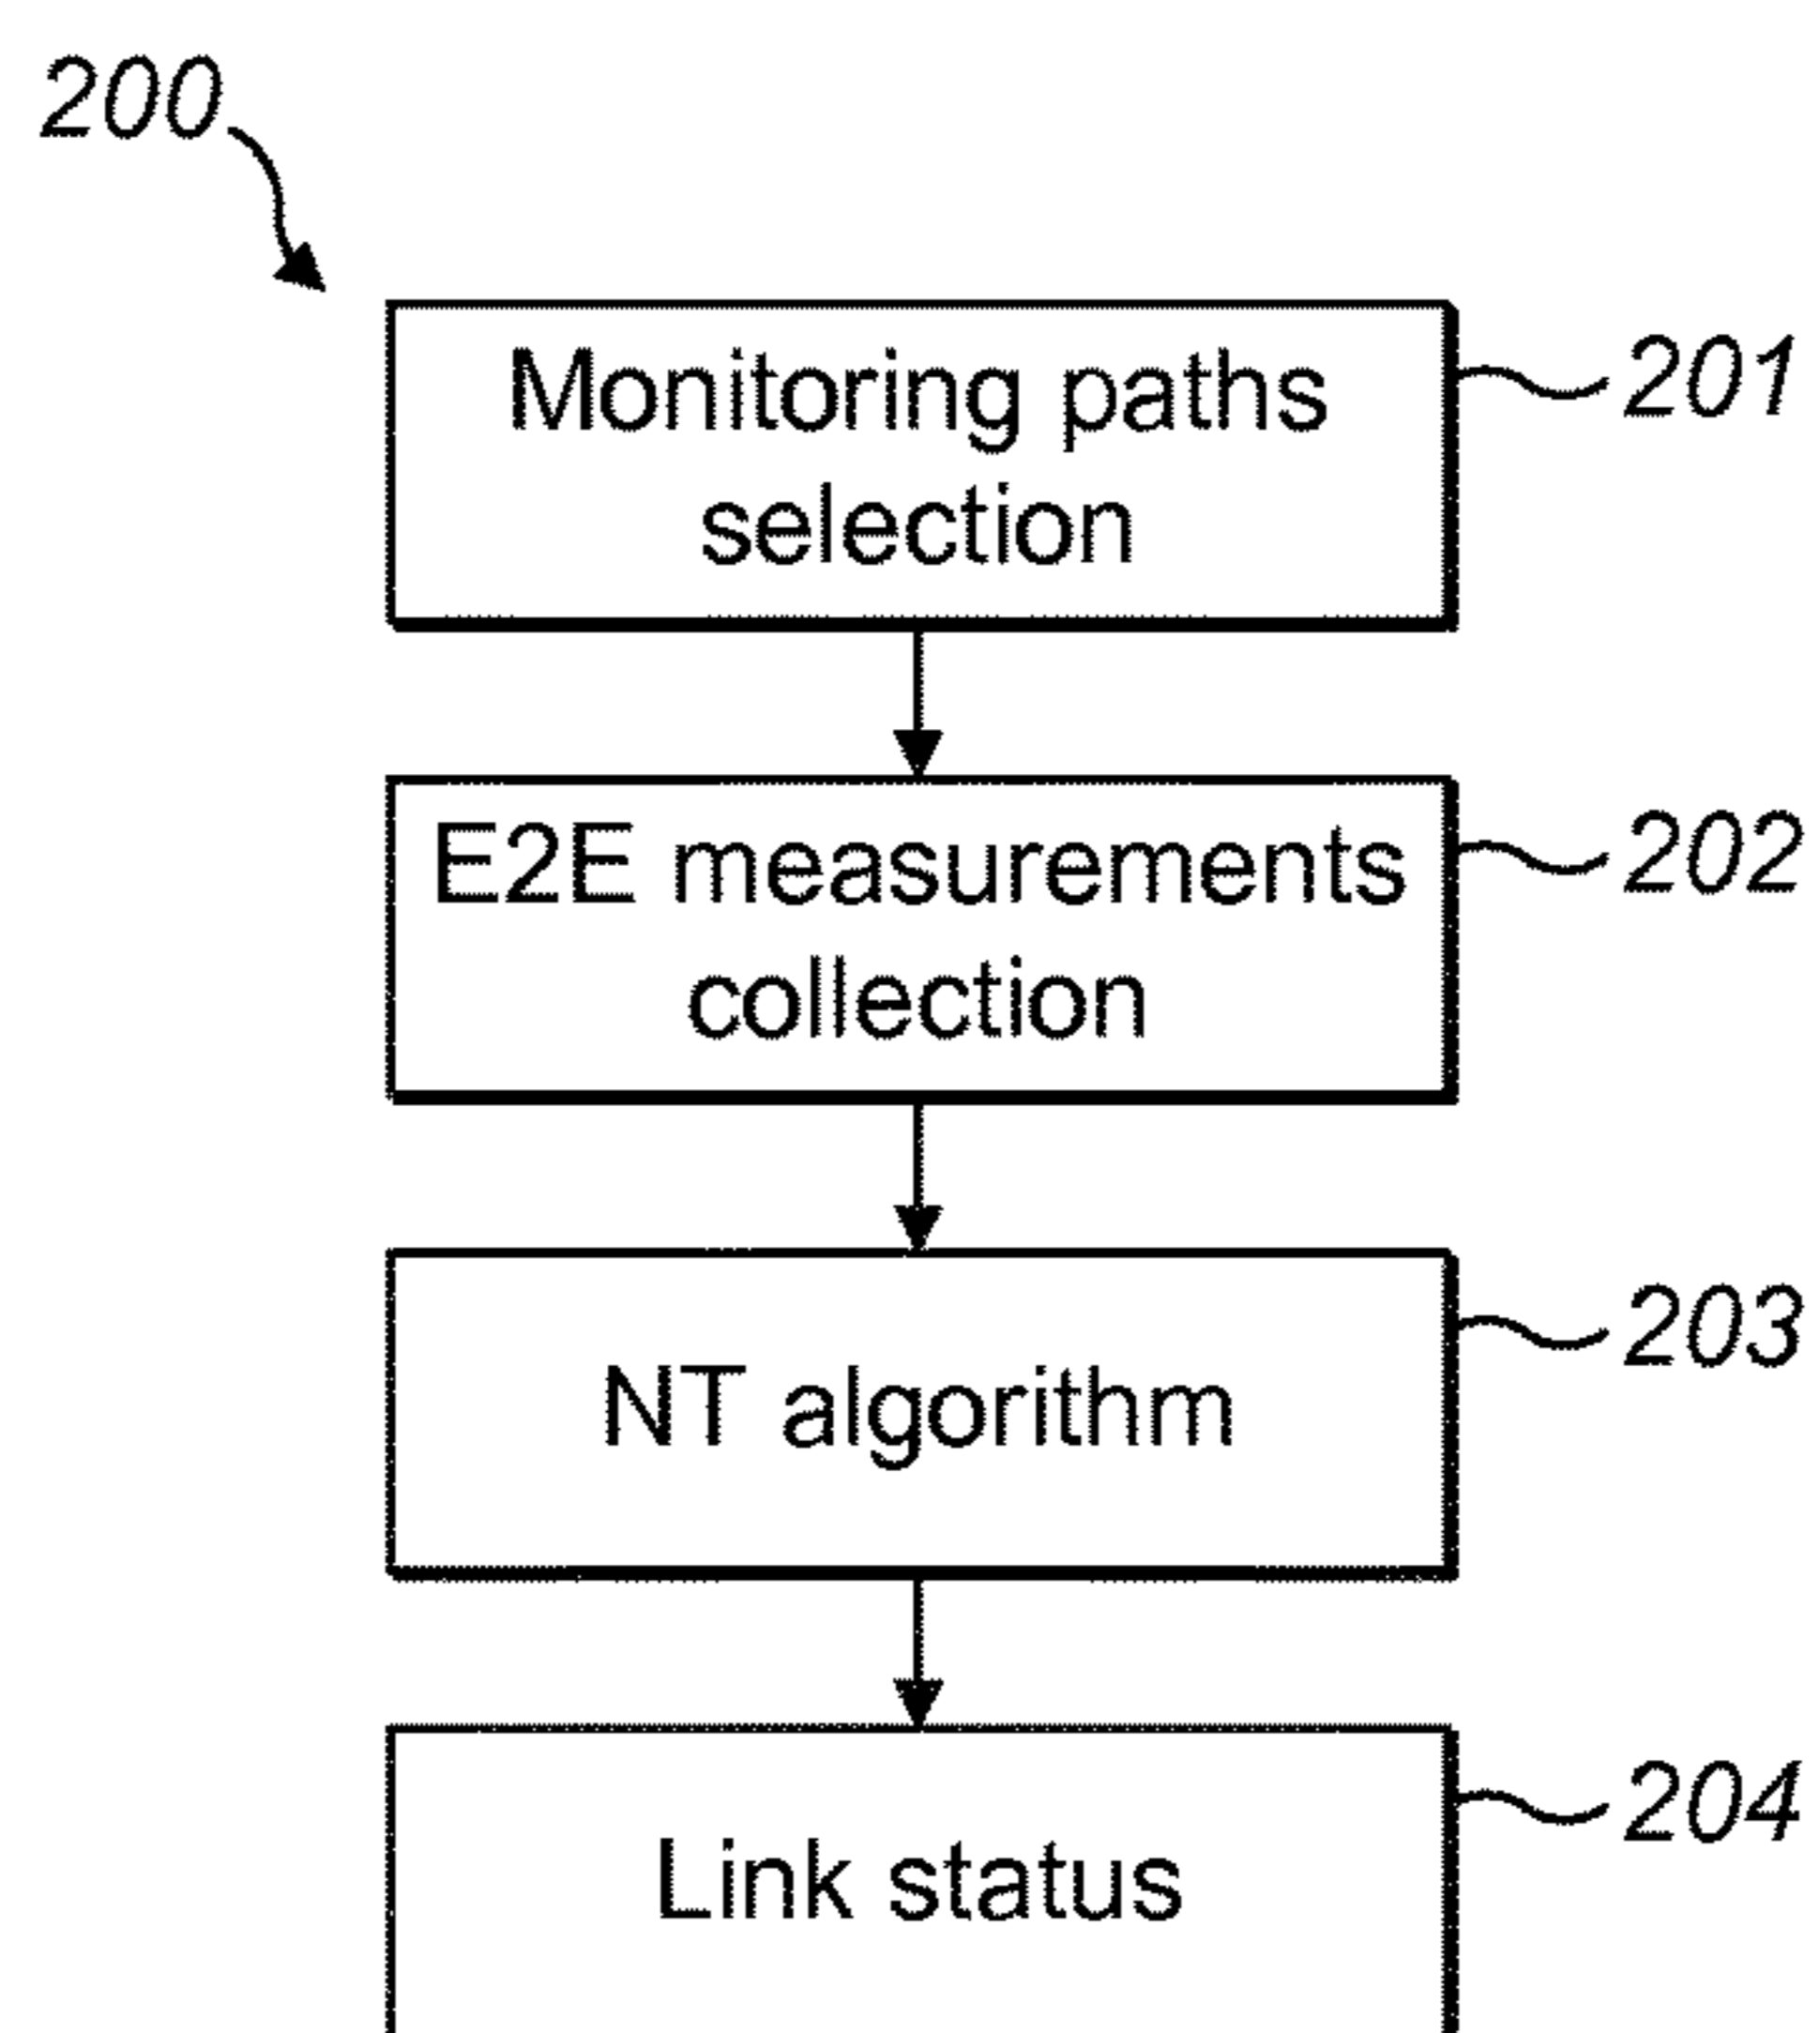 200
Monitoring paths
selection
201
E2E measurements
collection
202
NT algorithm
203
Link status
204